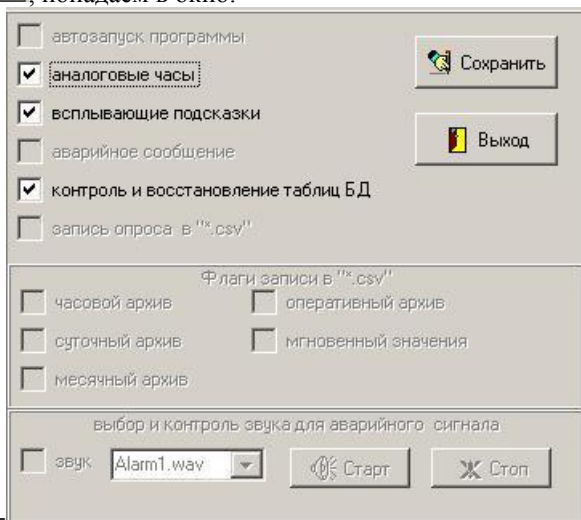 , попадаем в окно:
автозапуск программы
аналоговые часы
всплывающие подсказки
аварийное сообщение
контроль и восстановление таблиц БД
запись опроса в "*.csv"
Сохранить
Выход
Флаги записи в "*.csv"
часовой архив
оперативный архив
суточный архив
мгновенный значения
месячный архив
выбор и контроль звука для аварийного сигнала
звук
Alarm1.wav
Старт
Стоп